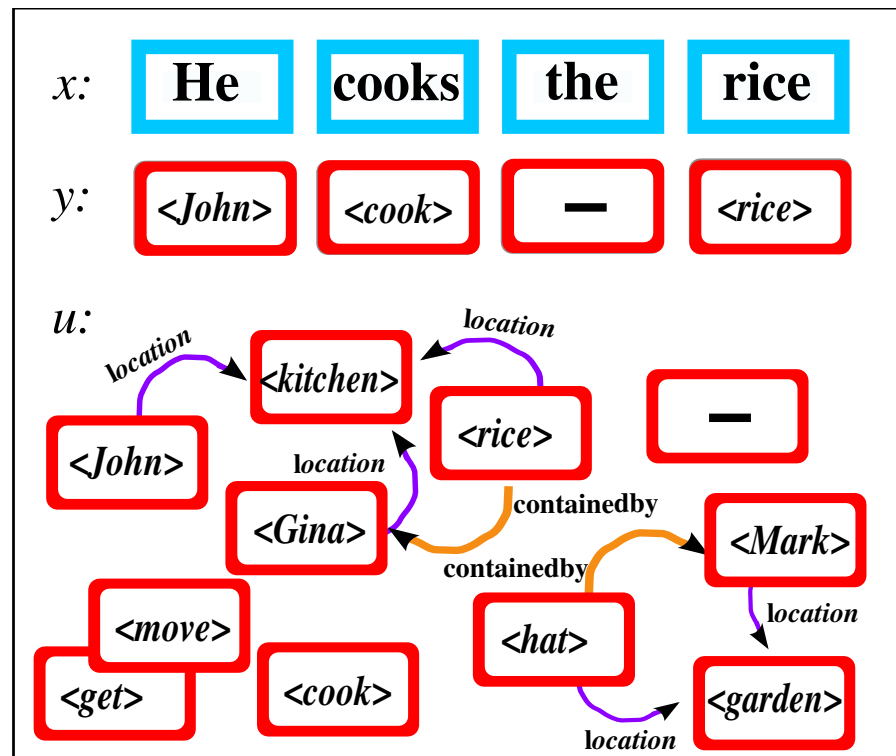 x: He cooks the rice
y: <John> <cook> – <rice>
u:
location
location
<kitchen>
<rice>
–
<John>
location
<Gina>
containedby
<Mark>
containedby
<move>
<hat>
location
<get>
<cook>
<garden>
location